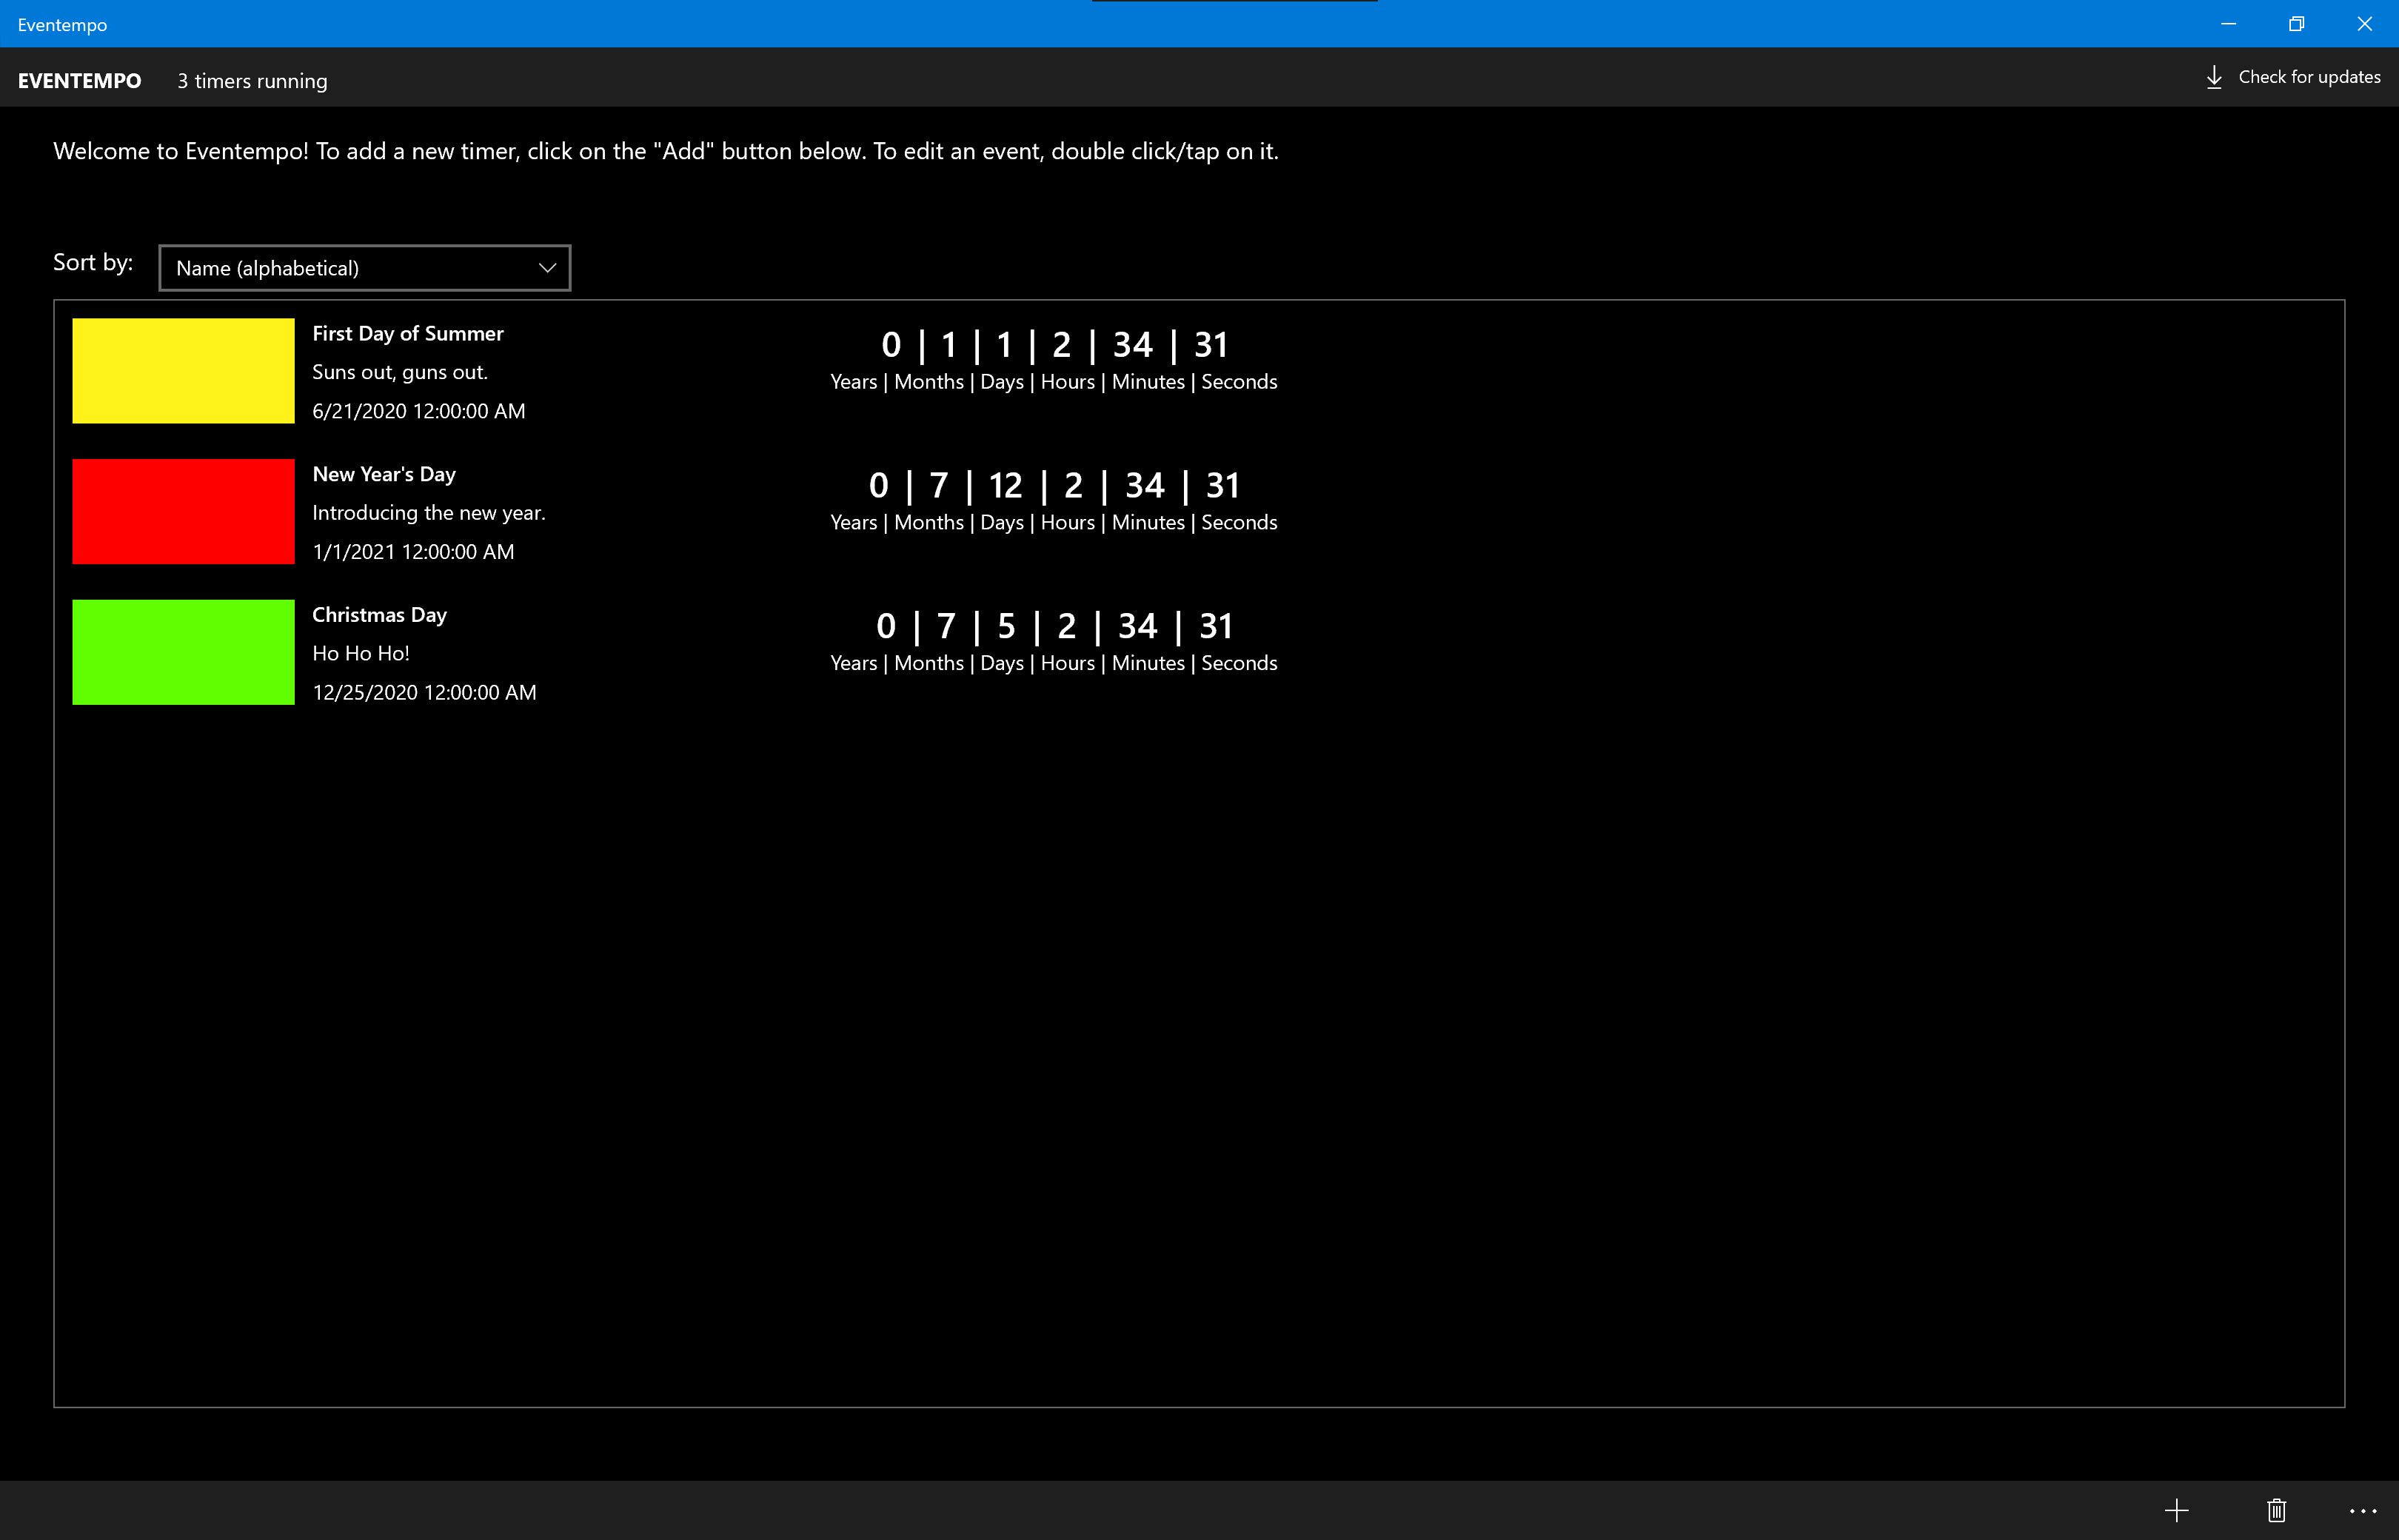 Eventempo
EVENTEMPO 3 timers running Check for updates
Welcome to Eventempo! To add a new timer, click on the "Add" button below. To edit an event, double click/tap on it.
Sort by: Name (alphabetical)
First Day of Summer
Suns out, guns out.
6/21/2020 12:00:00 AM
0 | 1 | 1 | 2 | 34 | 31
Years | Months | Days | Hours | Minutes | Seconds
New Year's Day
Introducing the new year.
1/1/2021 12:00:00 AM
0 | 7 | 12 | 2 | 34 | 31
Years | Months | Days | Hours | Minutes | Seconds
Christmas Day
Ho Ho Ho!
12/25/2020 12:00:00 AM
0 | 7 | 5 | 2 | 34 | 31
Years | Months | Days | Hours | Minutes | Seconds